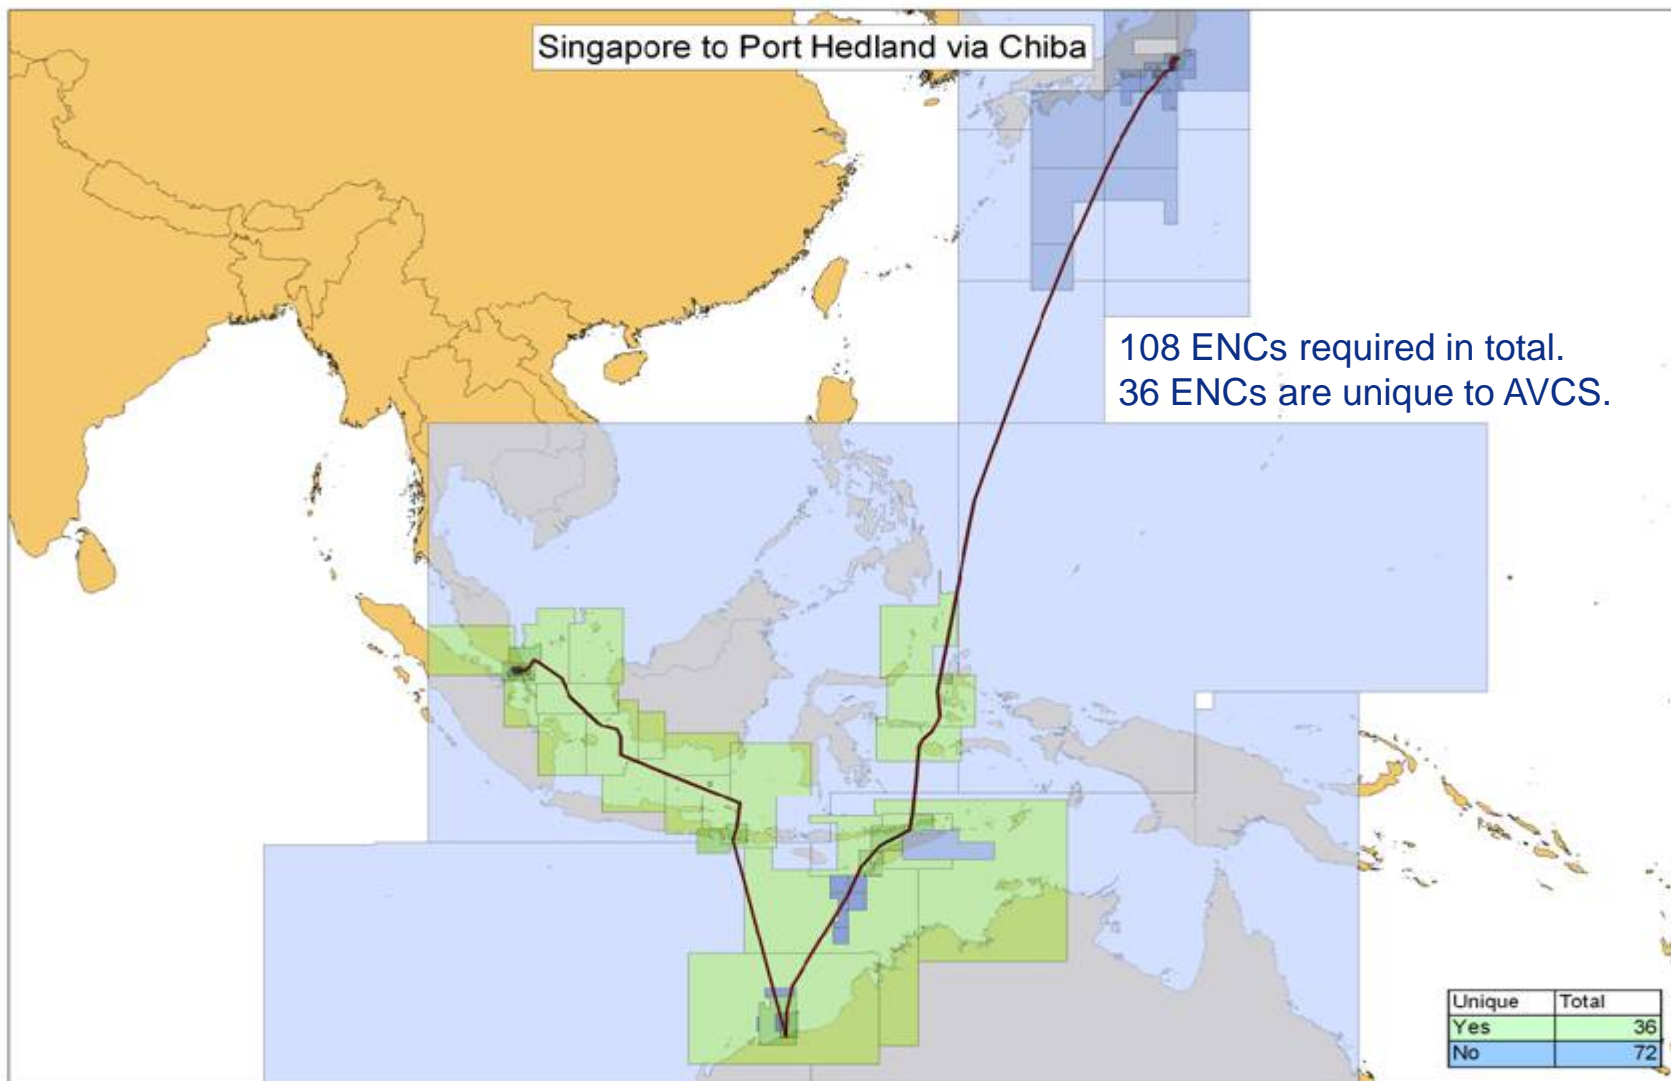 Singapore to Port Hedland via Chiba
108 ENCs required in total.
36 ENCs are unique to AVCS.
Unique Total
Yes 36
No 72